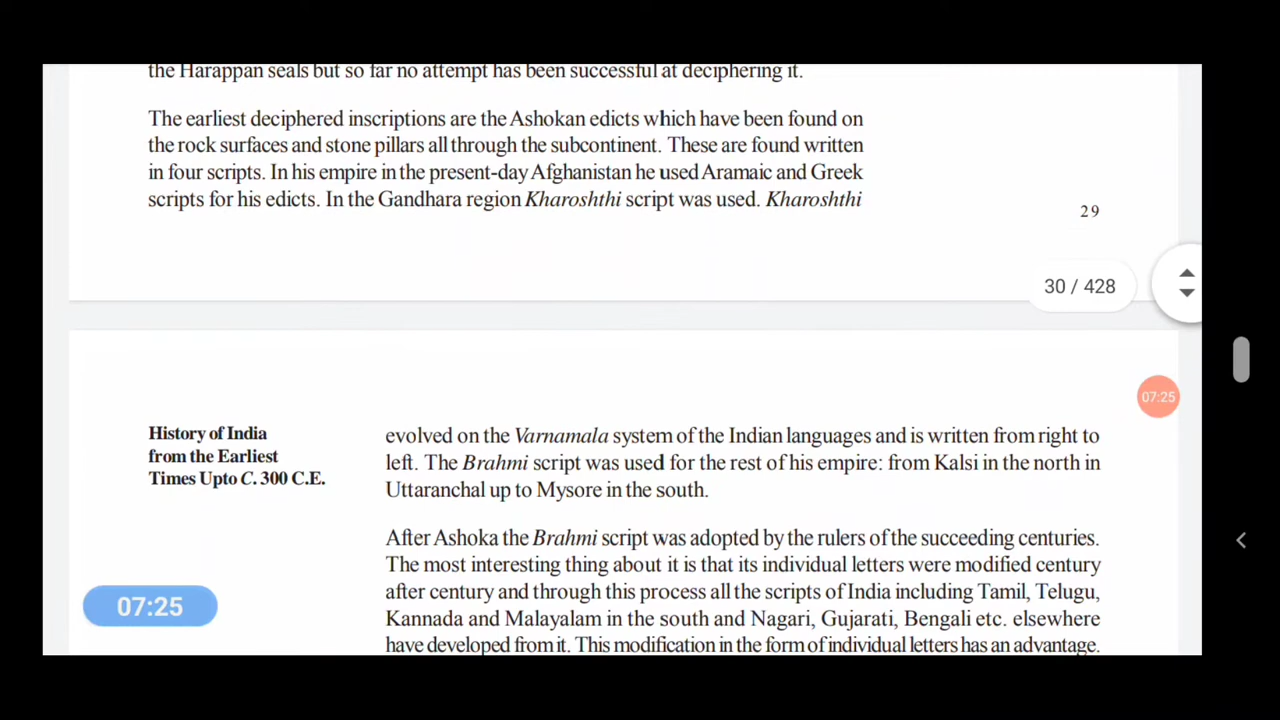 the Harappan seals but so far no attempt has been successful at deciphering it.
The earliest deciphered inscriptions are the Ashokan edicts which have been found on
the rock surfaces and stone pillars all through the subcontinent. These are found written
in four scripts. In his empire in the present-day Afghanistan he used Aramaic and Greek
scripts for his edicts. In the Gandhara region Kharoshthi script was used. Kharoshthi
29
30 / 428
07:25
History of India
from the Earliest
Times Upto C. 300 C.E.
evolved on the Varnamala system of the Indian languages and is written from right to
left. The Brahmi script was used for the rest of his empire: from Kalsi in the north in
Uttaranchal up to Mysore in the south.
After Ashoka the Brahmi script was adopted by the rulers of the succeeding centuries.
The most interesting thing about it is that its individual letters were modified century
after century and through this process all the scripts of India including Tamil, Telugu,
Kannada and Malayalam in the south and Nagari, Gujarati, Bengali etc. elsewhere
have developed from it. This modification in the form of individual letters has an advantage.
07:25